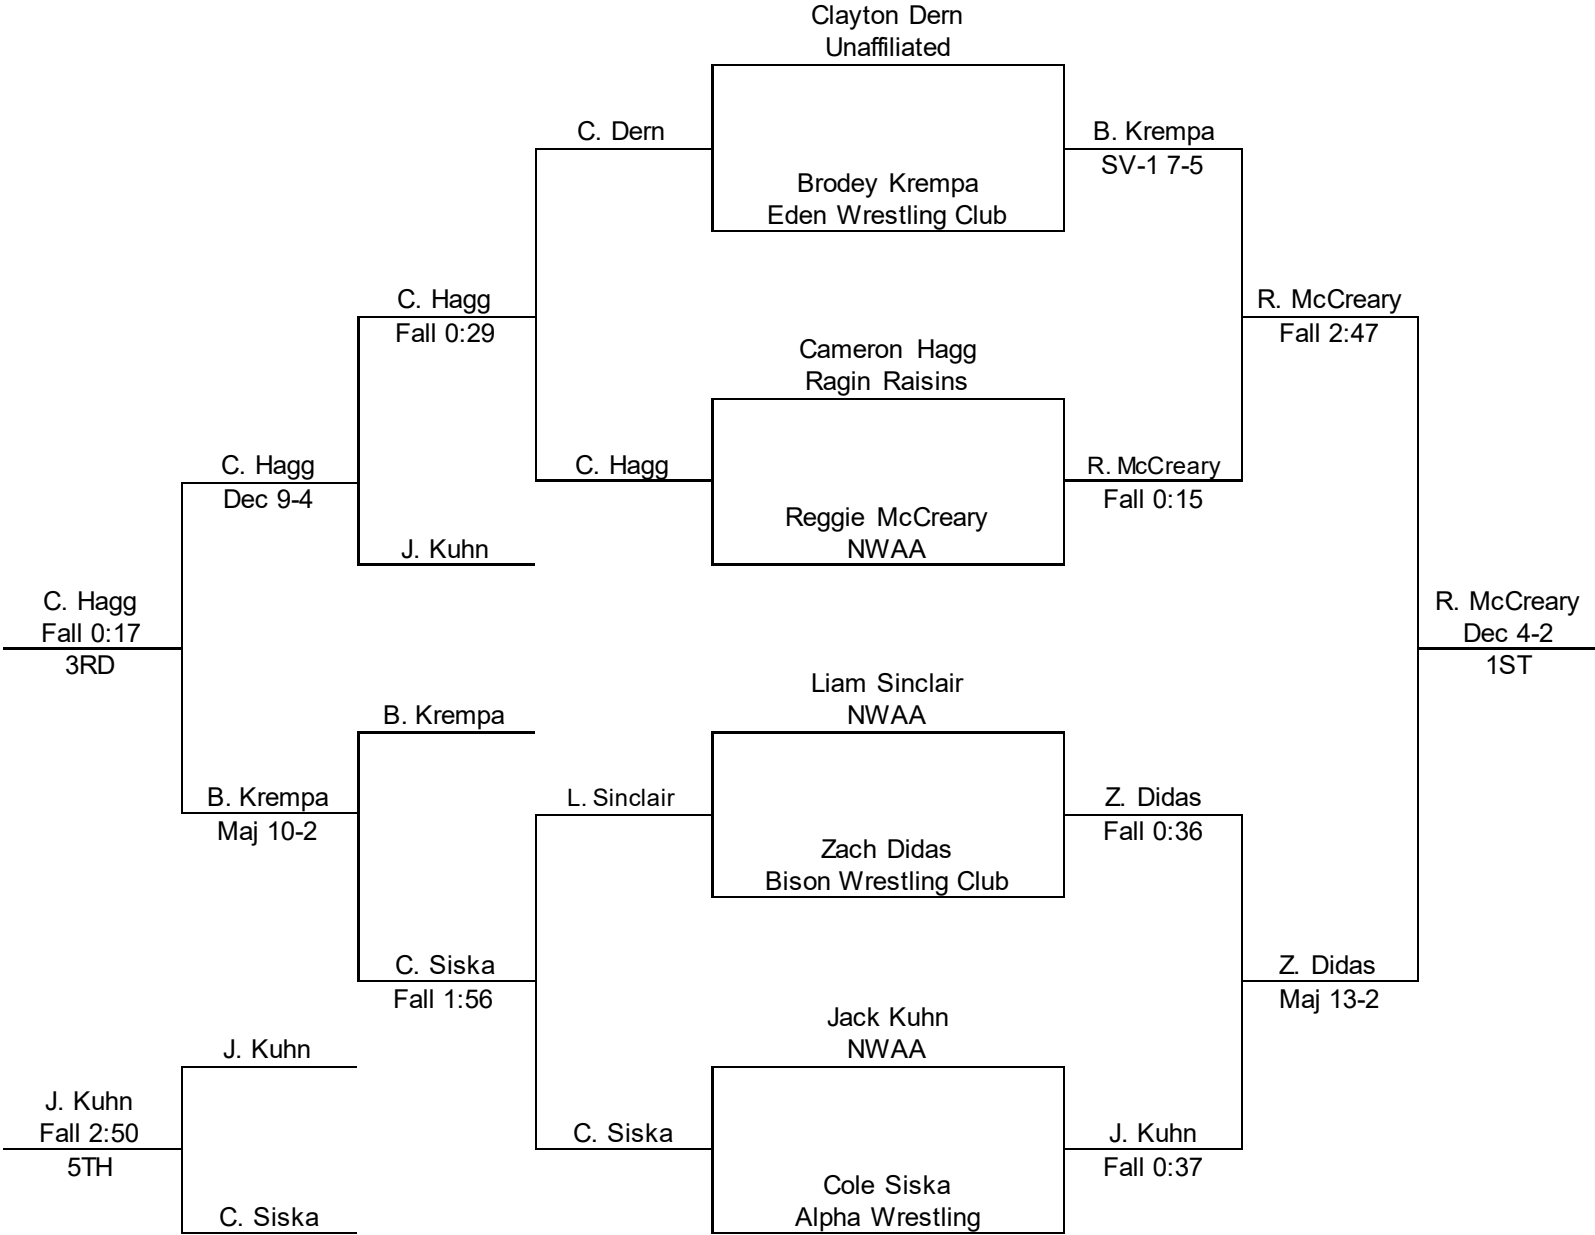 Clayton Dern
Unaffiliated
C. Dern
B. Krempa
SV-1 7-5
Brodey Krempa
Eden Wrestling Club
C. Hagg
Fall 0:29
R. McCreary
Fall 2:47
Cameron Hagg
Ragin Raisins
C. Hagg
Dec 9-4
C. Hagg
R. McCreary
Fall 0:15
Reggie McCreary
NWAA
J. Kuhn
C. Hagg
Fall 0:17
3RD
R. McCreary
Dec 4-2
1ST
Liam Sinclair
NWAA
B. Krempa
B. Krempa
Maj 10-2
L. Sinclair
Z. Didas
Fall 0:36
Zach Didas
Bison Wrestling Club
C. Siska
Fall 1:56
Z. Didas
Maj 13-2
Jack Kuhn
NWAA
J. Kuhn
J. Kuhn
Fall 2:50
5TH
C. Siska
J. Kuhn
Fall 0:37
Cole Siska
Alpha Wrestling
C. Siska